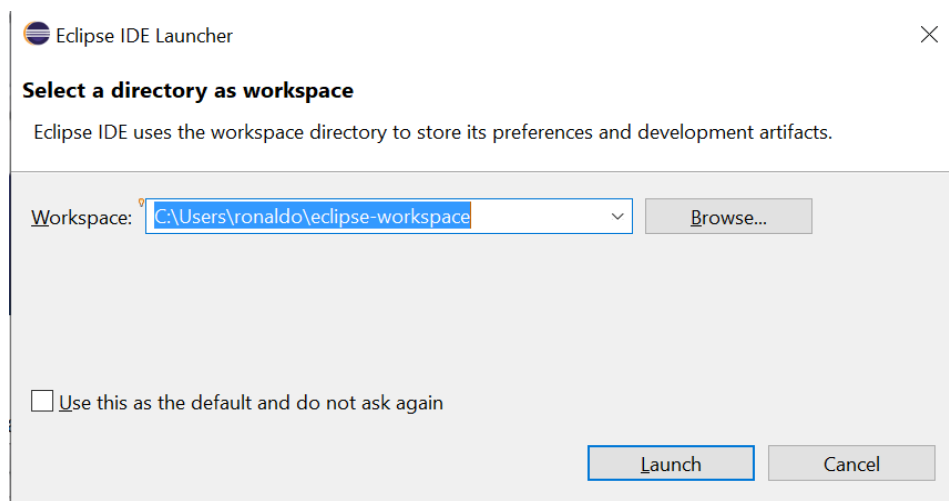 Eclipse IDE Launcher
Select a directory as workspace
Eclipse IDE uses the workspace directory to store its preferences and development artifacts.
Workspace: C:\Users\ronaldo\eclipse-workspace Browse...
Use this as the default and do not ask again
Launch Cancel